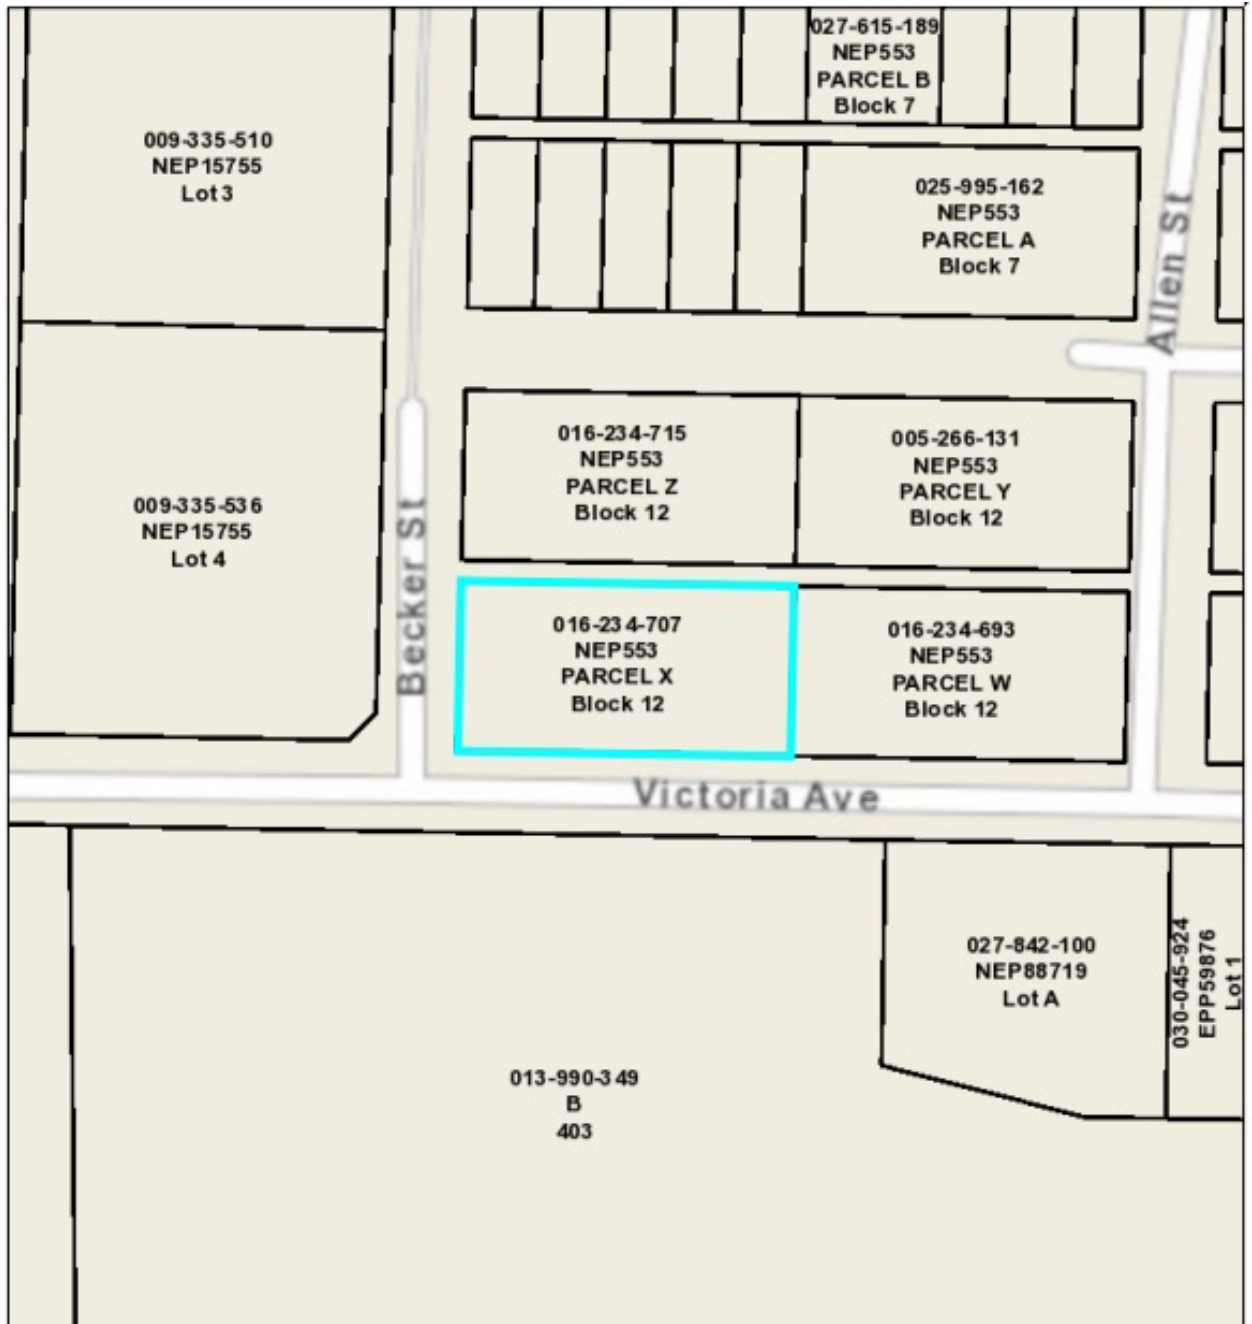 027-615-189
NEP553
PARCEL B
Block 7
009-335-510
NEP15755
Lot 3
025-995-162
NEP553
PARCEL A
Block 7
Allen St
016-234-715
NEP553
PARCEL Z
Block 12
005-266-131
NEP553
PARCEL Y
Block 12
009-335-536
NEP15755
Lot 4
Becker St
016-234-707
NEP553
PARCEL X
Block 12
016-234-693
NEP553
PARCEL W
Block 12
Victoria Ave
027-842-100
NEP88719
Lot A
030-045-924
EPP59876
Lot 1
013-990-349
B
403